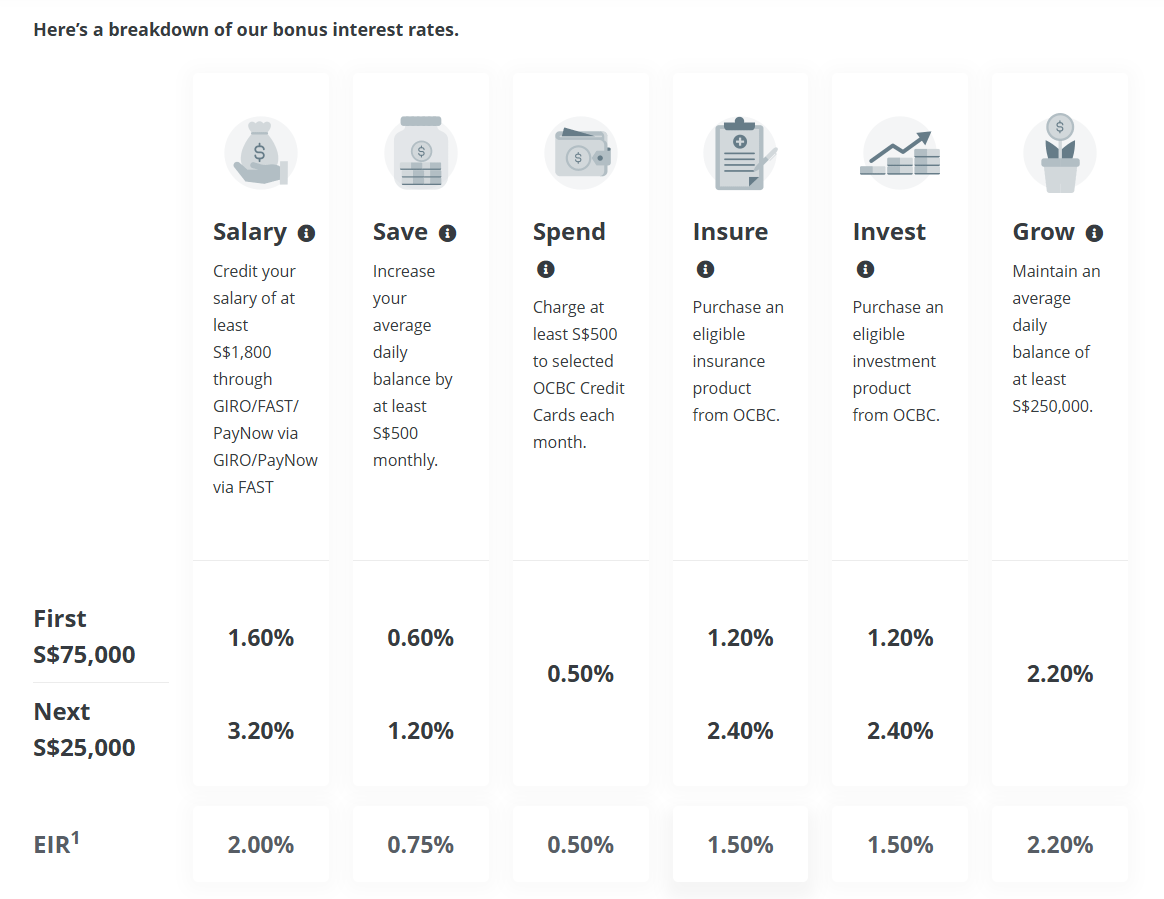 Here's a breakdown of our bonus interest rates.
$
$
$
$
Salary i
Credit your
salary of at
least
S$1,800
through
GIRO/FAST/
PayNow via
GIRO/PayNow
via FAST
Save i
Increase
your
average
daily
balance by
at least
S$500
monthly.
Spend
i
Charge at
least S$500
to selected
OCBC Credit
Cards each
month.
Insure
i
Purchase an
eligible
insurance
product
from OCBC.
Invest
i
Purchase an
eligible
investment
product
from OCBC.
Grow i
Maintain an
average
daily
balance of
at least
S$250,000.
First
S$75,000
1.60%
0.60%
0.50%
1.20%
1.20%
2.20%
Next
S$25,000
3.20%
1.20%
2.40%
2.40%
EIR1
2.00%
0.75%
0.50%
1.50%
1.50%
2.20%